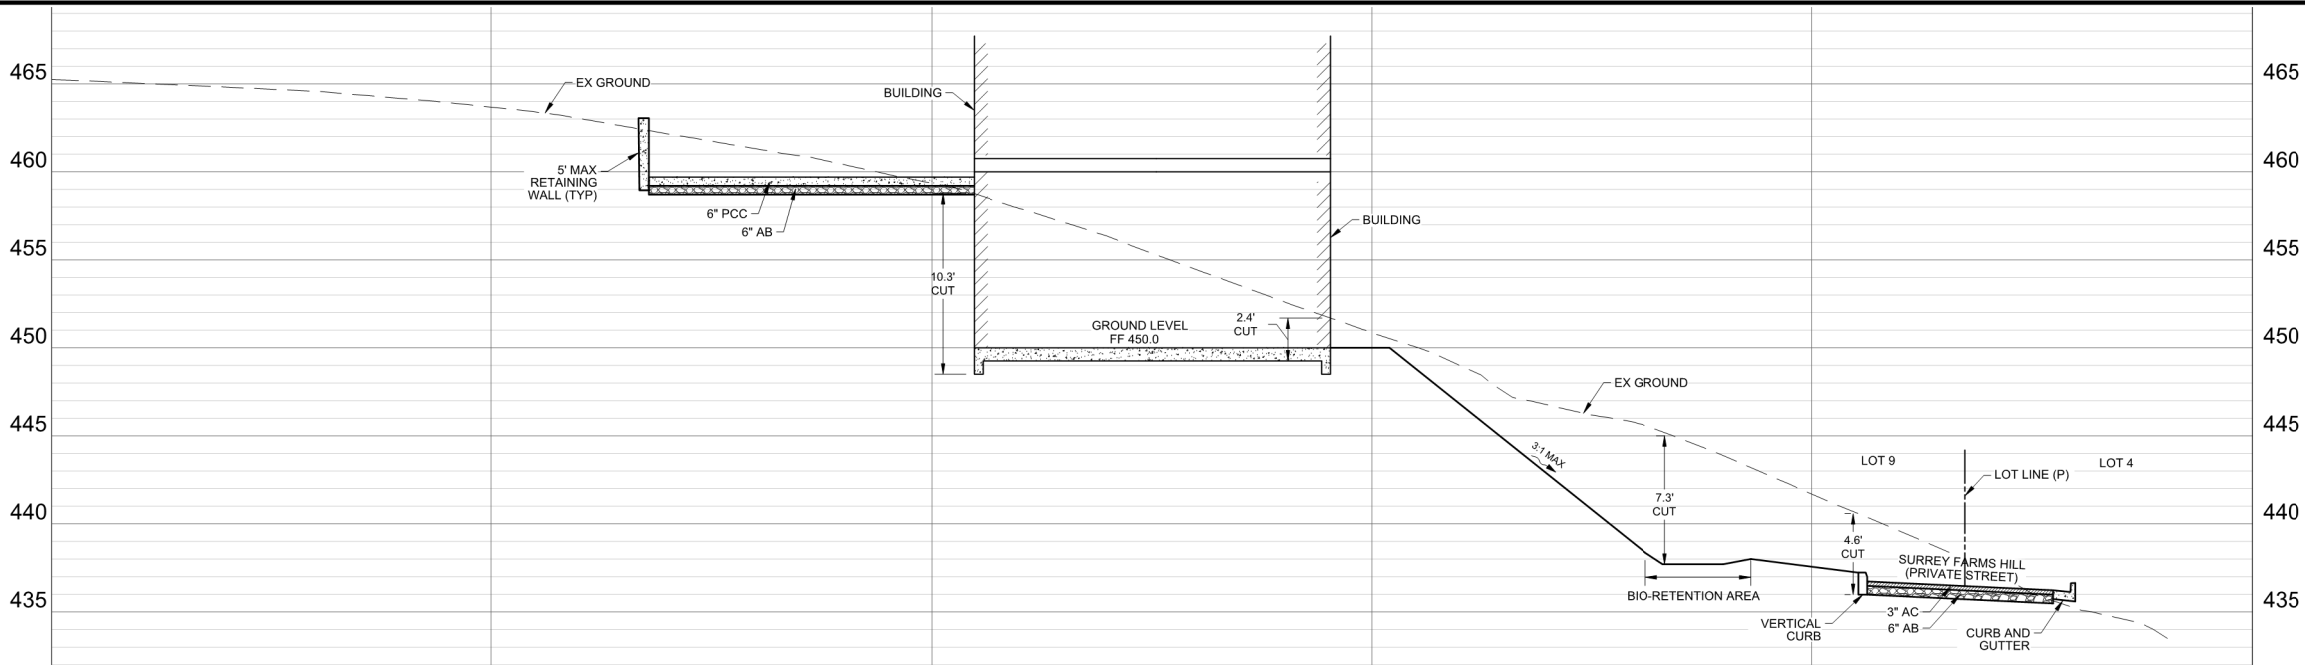 465
460
455
450
445
440
435
EX GROUND
5' MAX
RETAINING
WALL (TYP)
6" PCC
6" AB
BUILDING
10.3'
CUT
GROUND LEVEL
FF 450.0
2.4'
CUT
BUILDING
3:1 MAX
EX GROUND
7.3'
CUT
BIO-RETENTION AREA
4.6'
CUT
LOT 9
LOT LINE (P)
LOT 4
SURREY FARMS HILL
(PRIVATE STREET)
3" AC
6" AB
VERTICAL
CURB
CURB AND
GUTTER
465
460
455
450
445
440
435